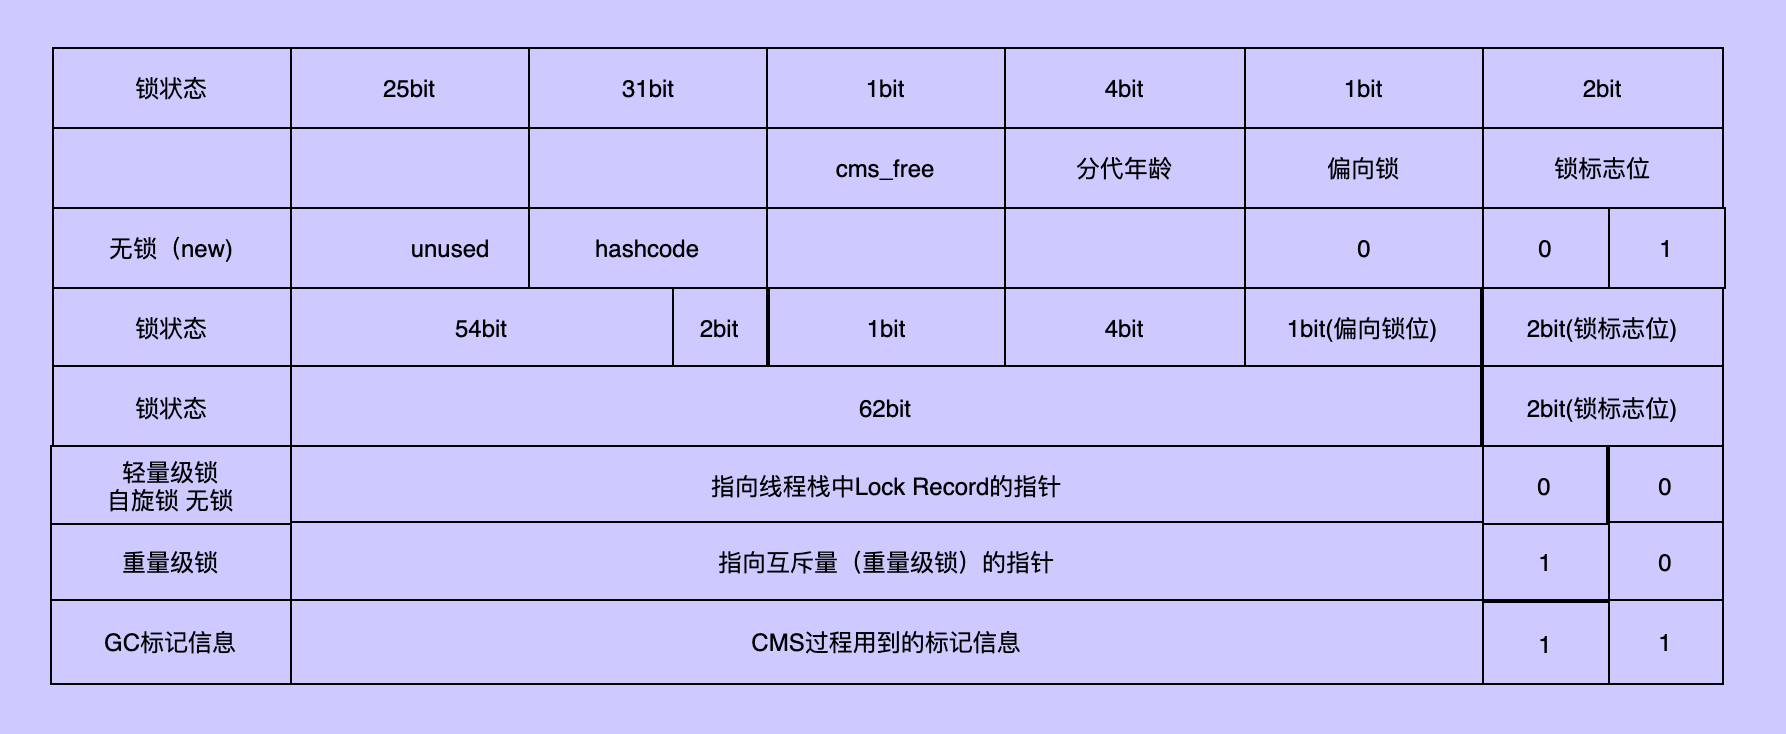 锁状态 25bit 31bit 1bit 4bit 1bit 2bit
cms_free 分代年龄 偏向锁 锁标志位
无锁（new) unused hashcode 0 0 1
锁状态 54bit 2bit 1bit 4bit 1bit(偏向锁位) 2bit(锁标志位)
锁状态 62bit 2bit(锁标志位)
轻量级锁
自旋锁 无锁 指向线程栈中Lock Record的指针 0 0
重量级锁 指向互斥量（重量级锁）的指针 1 0
GC标记信息 CMS过程用到的标记信息 1 1